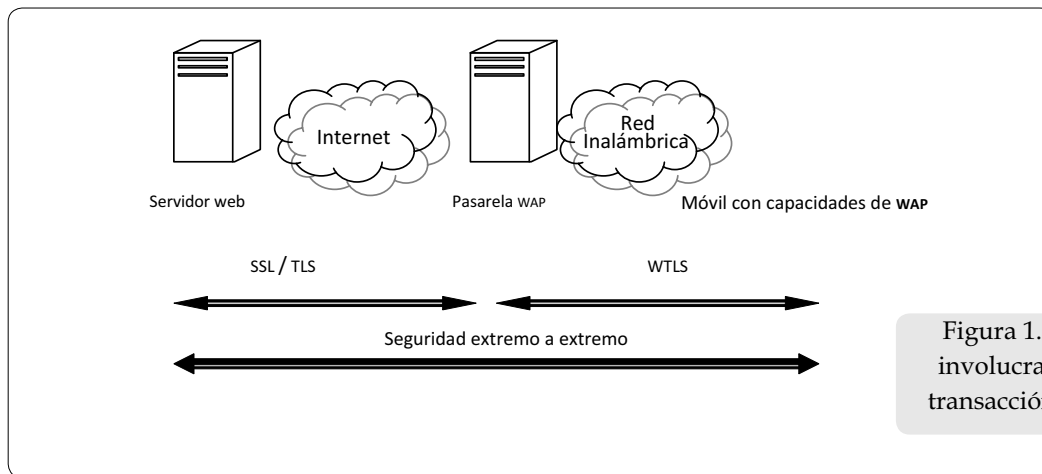 Internet
Red
Inalámbrica
Servidor web
Pasarela WAP
Móvil con capacidades de WAP
SSL / TLS
WTLS
Seguridad extremo a extremo
Figura 1.
involucra
transacción